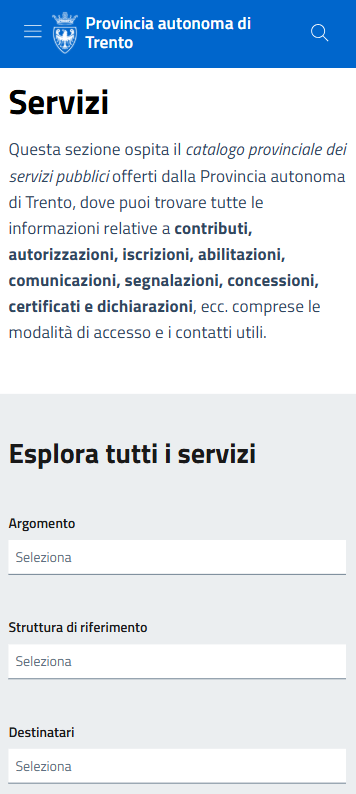 Provincia autonoma di
Trento
Servizi
Questa sezione ospita il catalogo provinciale dei
servizi pubblici offerti dalla Provincia autonoma
di Trento, dove puoi trovare tutte le
informazioni relative a contributi,
autorizzazioni, iscrizioni, abilitazioni,
comunicazioni, segnalazioni, concessioni,
certificati e dichiarazioni, ecc. comprese le
modalità di accesso e i contatti utili.
Esplora tutti i servizi
Argomento
Seleziona
Struttura di riferimento
Seleziona
Destinatari
Seleziona